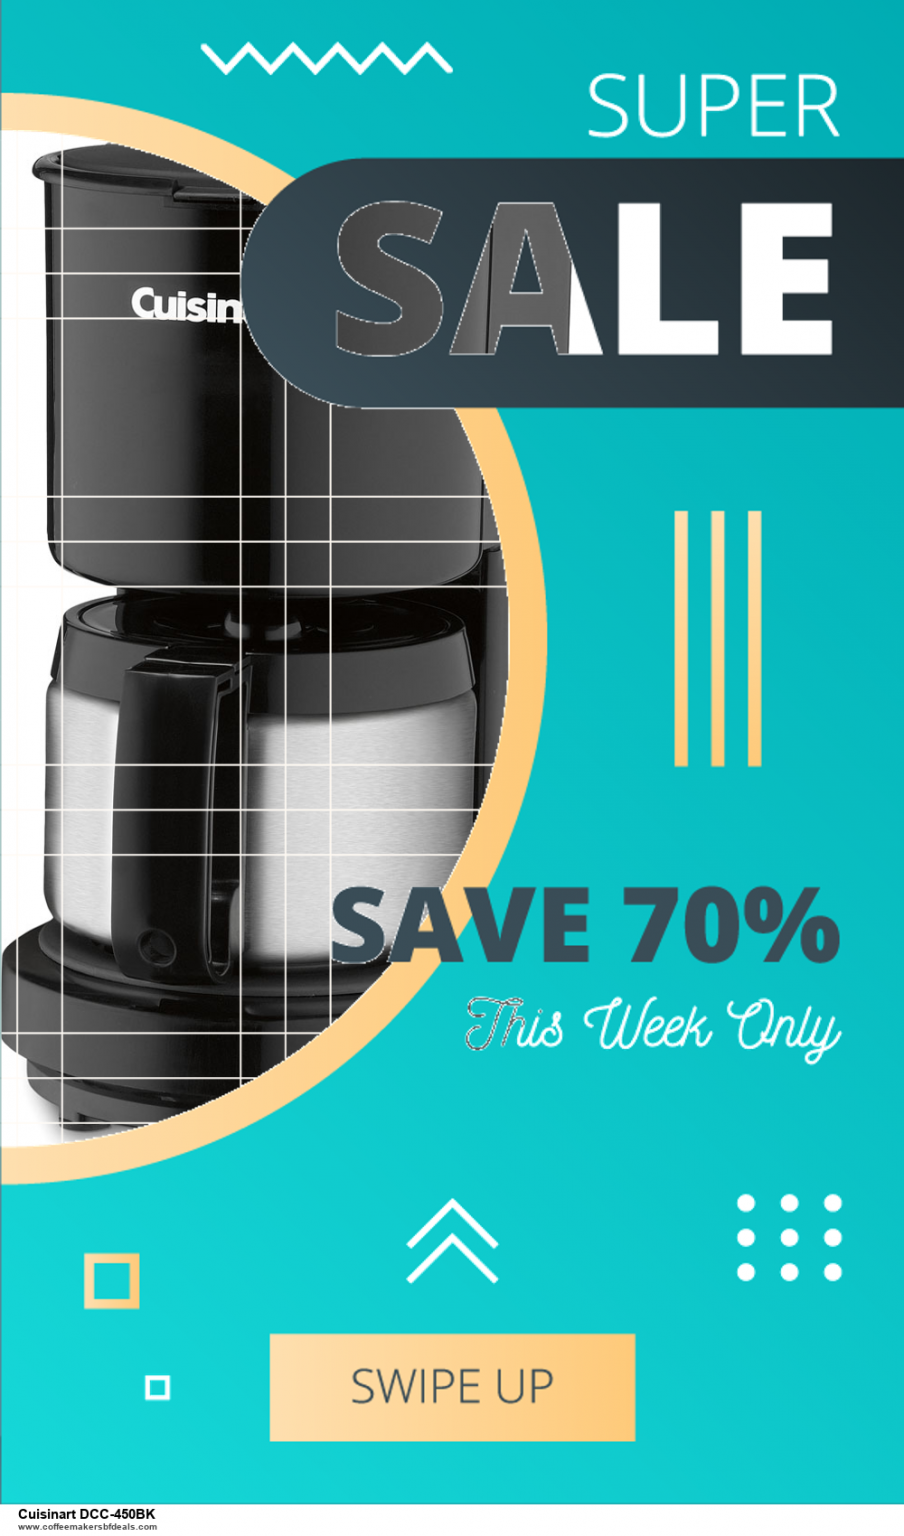 SUPER
SALE
Cuisin
SAVE 70%
This Week Only
SWIPE UP
Cuisinart DCC-450BK
www.coffeemakersbfdeals.com